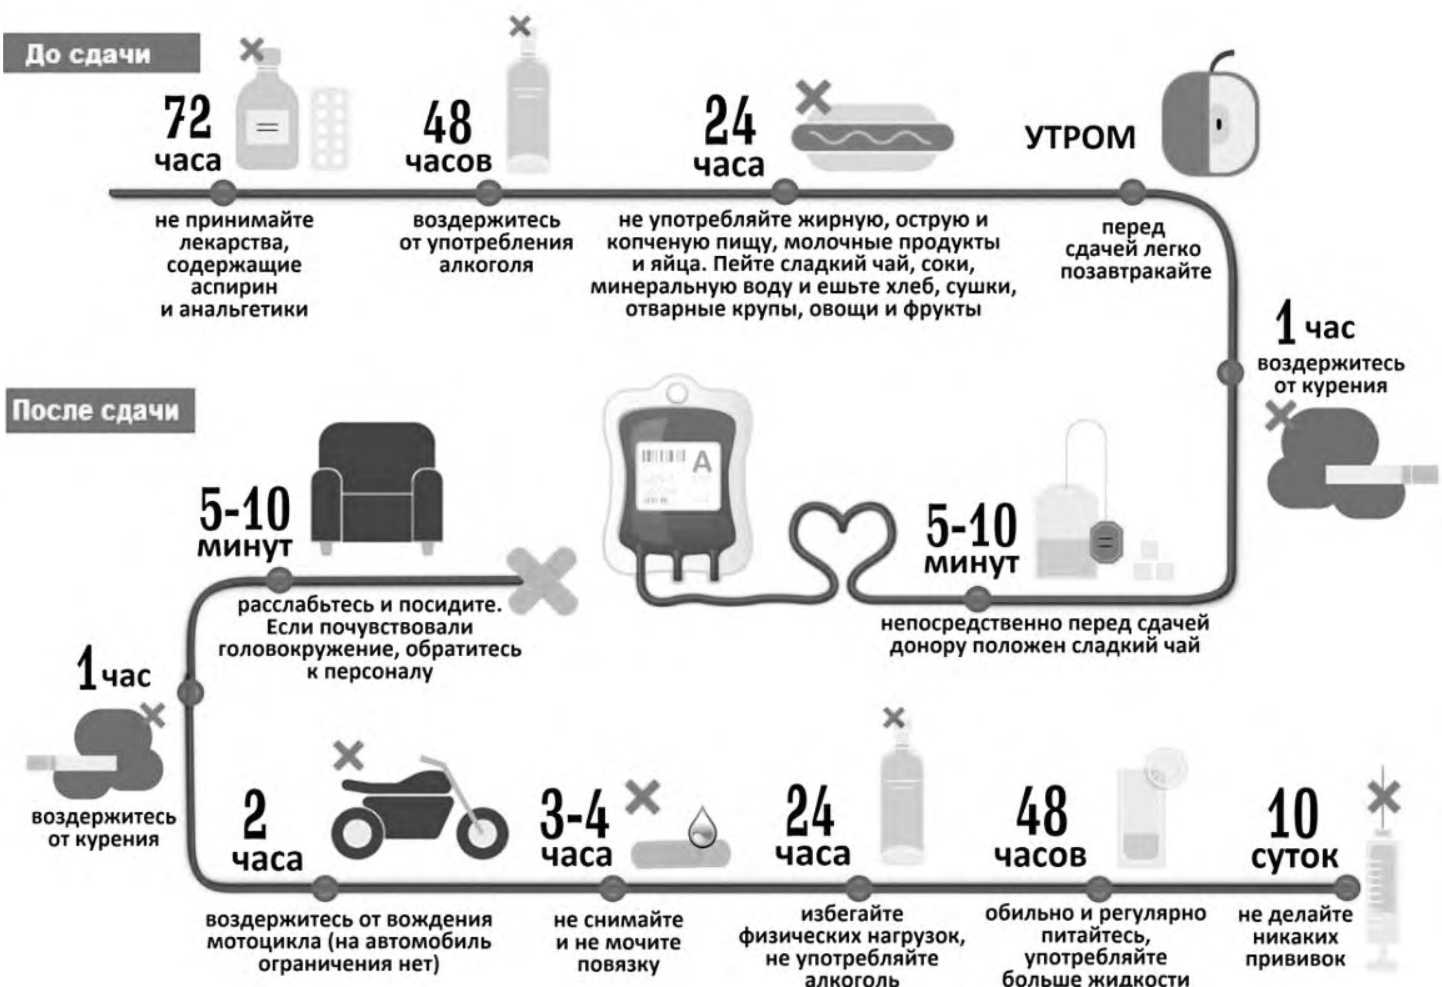 До сдачи
72
часа
не принимайте
лекарства,
содержащие
аспирин
и анальгетики
48
часов
воздержитесь
от употребления
алкоголя
24
часа
не употребляйте жирную, острую и
копченую пищу, молочные продукты
и яйца. Пейте сладкий чай, соки,
минеральную воду и ешьте хлеб, сушки,
отварные крупы, овощи и фрукты
УТРОМ
перед
сдачей легко
позавтракайте
1 час
воздержитесь
от курения
5-10
минут
непосредственно перед сдачей
донору положен сладкий чай
A
После сдачи
5-10
минут
расслабьтесь и посидите.
Если почувствовали
головокружение, обратитесь
к персоналу
1 час
воздержитесь
от курения
2
часа
воздержитесь от вождения
мотоцикла (на автомобиль
ограничения нет)
3-4
часа
не снимайте
и не мочите
повязку
24
часа
избегайте
физических нагрузок,
не употребляйте
алкоголь
48
часов
обильно и регулярно
питайтесь,
употребляйте
больше жидкости
10
суток
не делайте
никаких
прививок